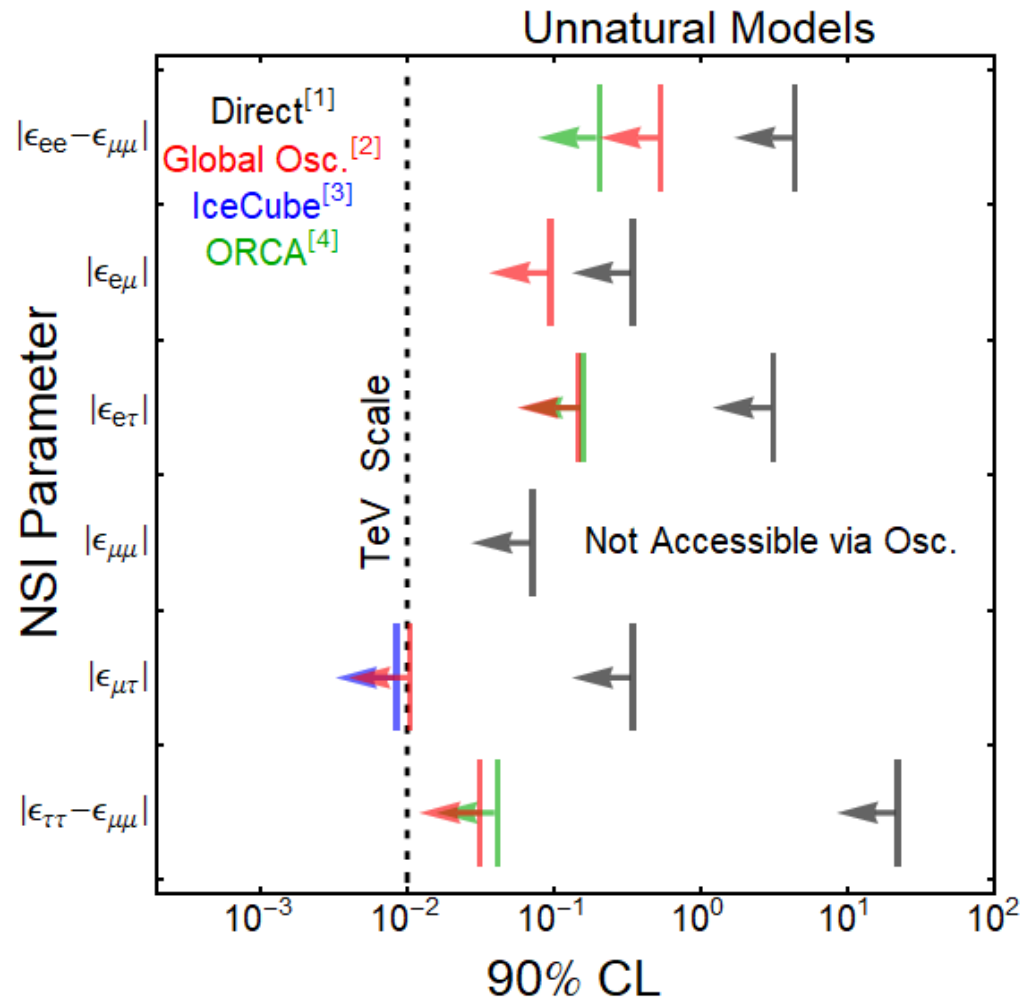 Unnatural Models
Direct[1]
Global Osc.[2]
IceCube[3]
ORCA[4]
NSI Parameter
|ϵee−ϵμμ|
|ϵeμ|
|ϵeτ|
|ϵμμ|
|ϵμτ|
|ϵττ−ϵμμ|
TeV Scale
Not Accessible via Osc.
10⁻³ 10⁻² 10⁻¹ 10⁰ 10¹ 10²
90% CL